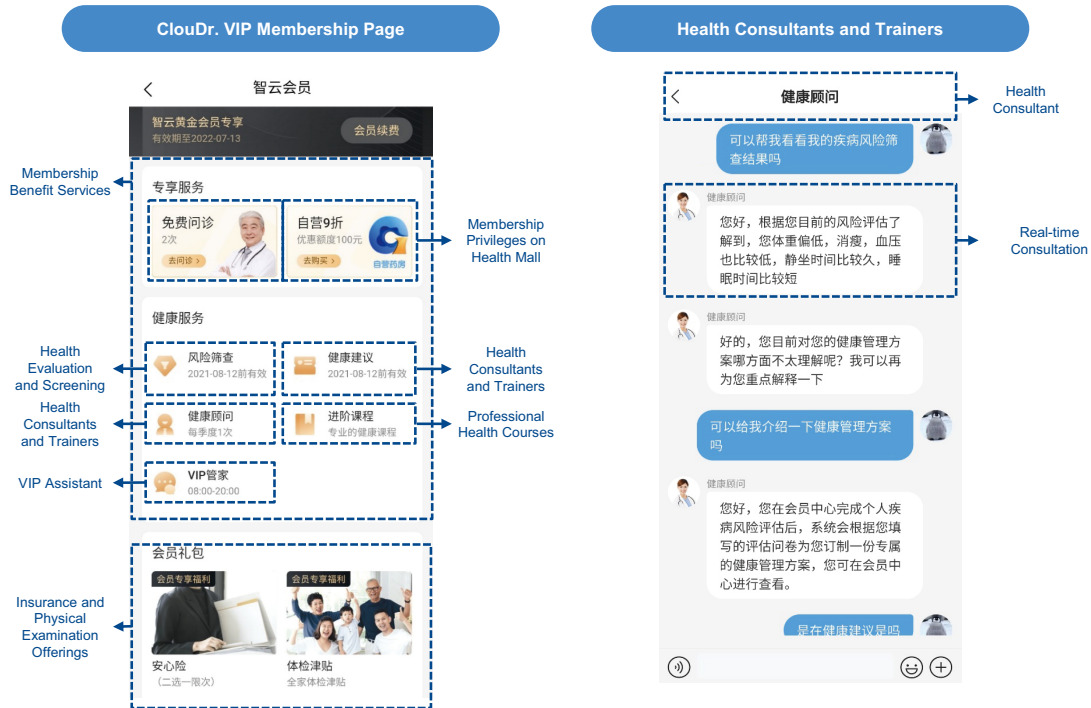 ClouDr. VIP Membership Page
Health Consultants and Trainers
智云会员
智云黄金会员专享
有效期至2022-07-13
会员续费
Membership
Benefit Services
专享服务
免费问诊
2次
去问诊 >
自营9折
优惠额度100元
去购买 >
自营药房
Membership
Privileges on
Health Mall
健康服务
Health
Evaluation
and Screening
风险筛查
2021-08-12前有效
健康建议
2021-08-12前有效
Health
Consultants
and Trainers
Health
Consultants
and Trainers
健康顾问
每季度1次
进阶课程
专业的健康课程
Professional
Health Courses
VIP Assistant
VIP管家
08:00-20:00
会员礼包
Insurance and
Physical
Examination
Offerings
会员专享福利
会员专享福利
安心险
(二选一限次)
体检津贴
全家体检津贴
健康顾问
Health
Consultant
可以帮我看看我的疾病风险筛
查结果吗
健康顾问
您好，根据您目前的风险评估了
解到，您体重偏低，消瘦，血压
也比较低，静坐时间比较久，睡
眠时间比较短
Real-time
Consultation
健康顾问
好的，您目前对您的健康管理方
案哪方面不太理解呢？我可以再
为您重点解释一下
可以给我介绍一下健康管理方案
吗
健康顾问
您好，您在会员中心完成个人疾
病风险评估后，系统会根据您填
写的评估问卷为您订制一份专属
的健康管理方案，您可在会员中
心进行查看。
是在健康建议是吗